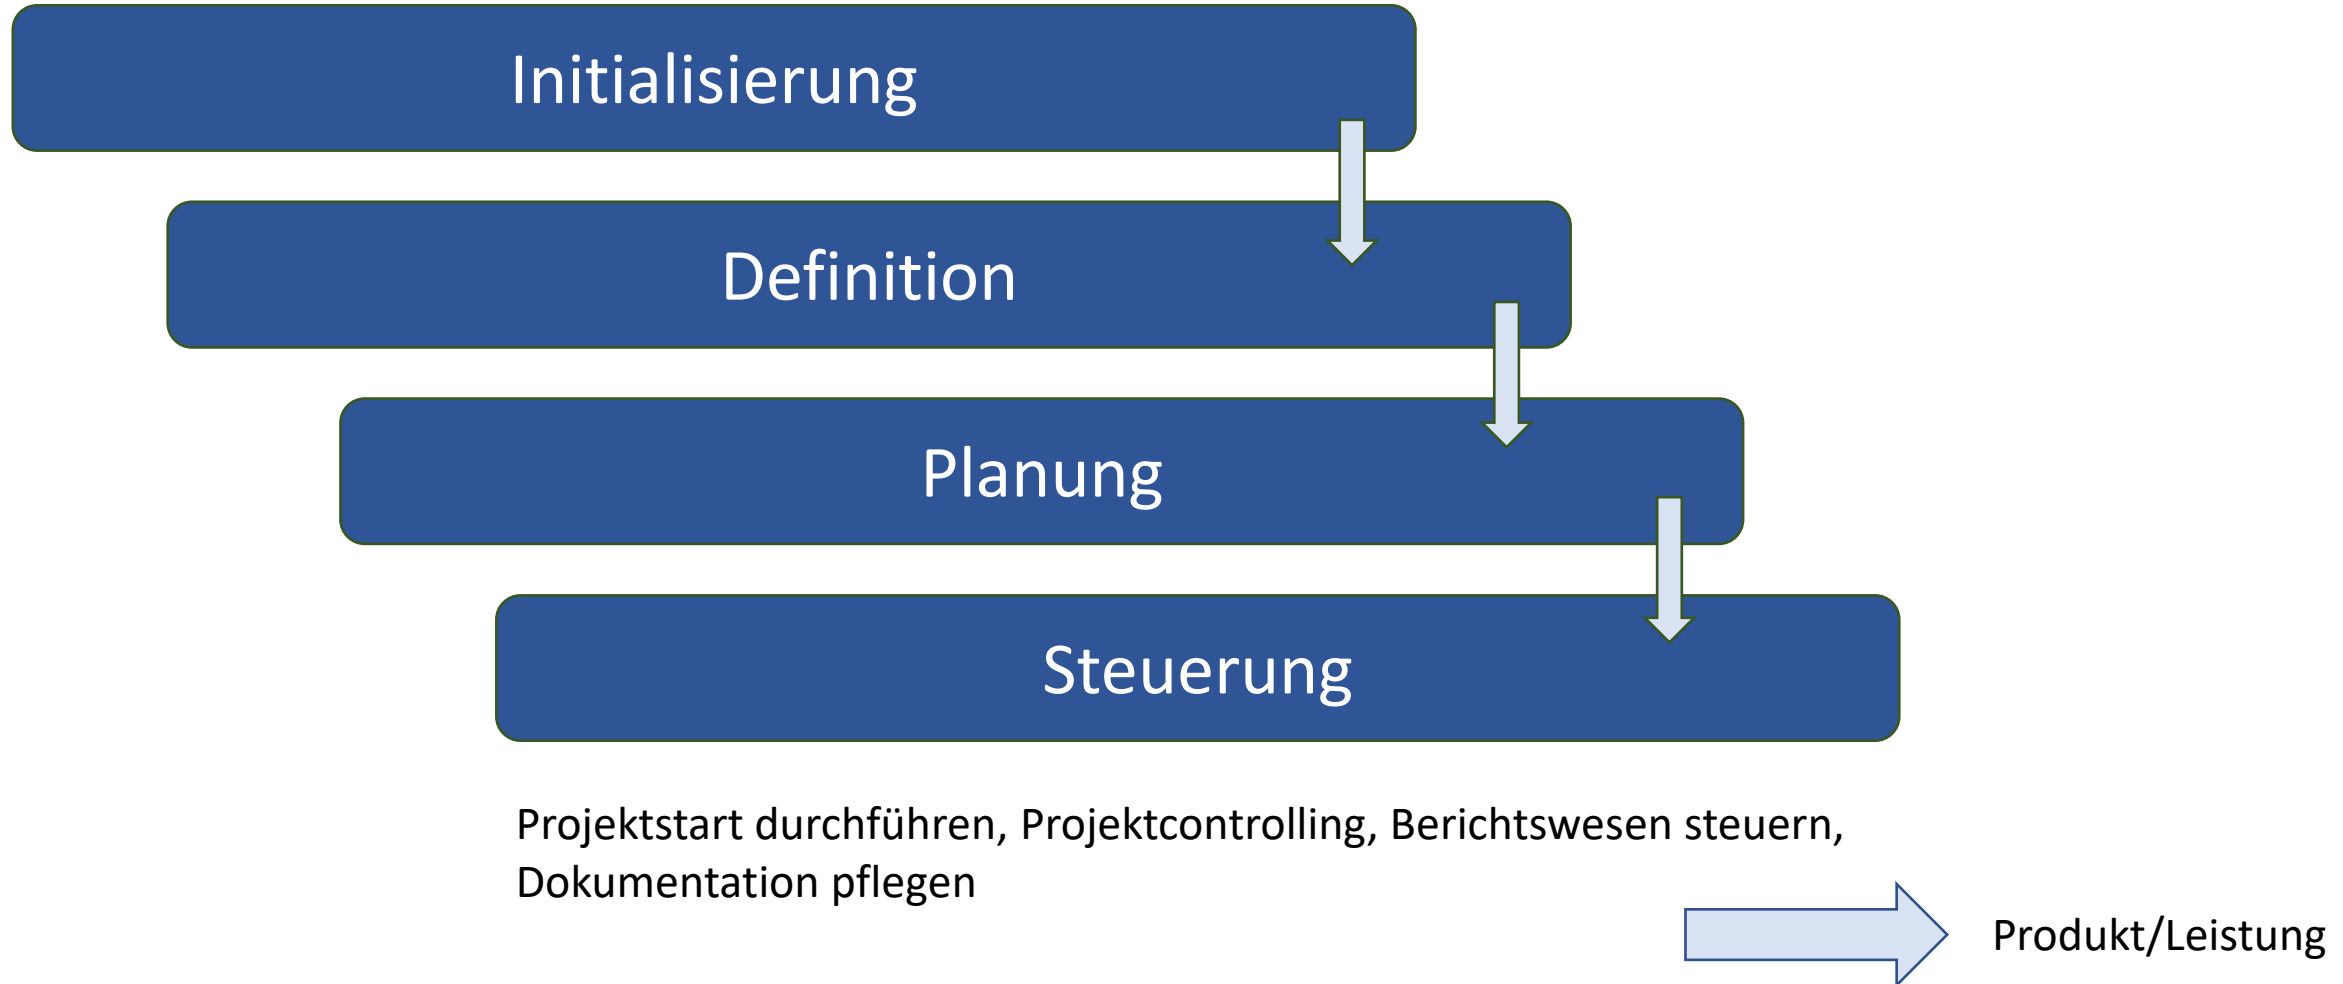 Initialisierung
Definition
Planung
Steuerung
Projektstart durchführen, Projektcontrolling, Berichtswesen steuern,
Dokumentation pflegen
Produkt/Leistung